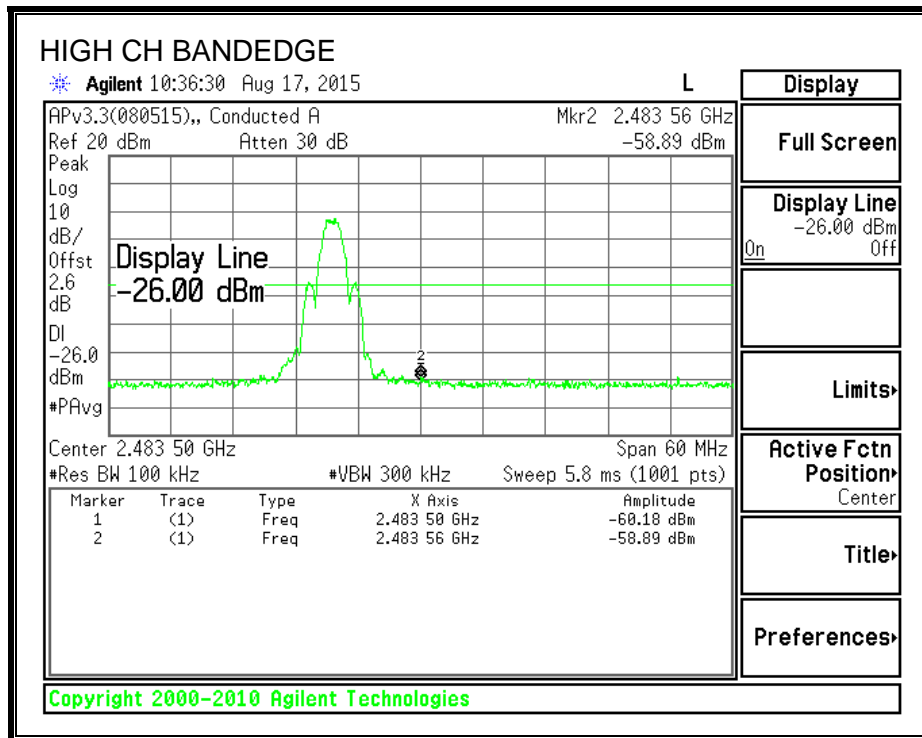 HIGH CH BANDEDGE
Agilent 10:36:30 Aug 17, 2015 L
APv3.3(080515),, Conducted A Mkr2 2.483 56 GHz
Ref 20 dBm Atten 30 dB -58.89 dBm
Peak
Log
10
dB/
Offst
2.6
dB
DI
-26.0
dBm
#PAvg
Display Line
-26.00 dBm
2
Center 2.483 50 GHz Span 60 MHz
#Res BW 100 kHz #VBW 300 kHz Sweep 5.8 ms (1001 pts)
Marker Trace Type X Axis Amplitude
1 (1) Freq 2.483 50 GHz -60.18 dBm
2 (1) Freq 2.483 56 GHz -58.89 dBm
Display
Full Screen
Display Line
-26.00 dBm
On Off
Limits
Active Fctn
Position
Center
Title
Preferences
Copyright 2000-2010 Agilent Technologies